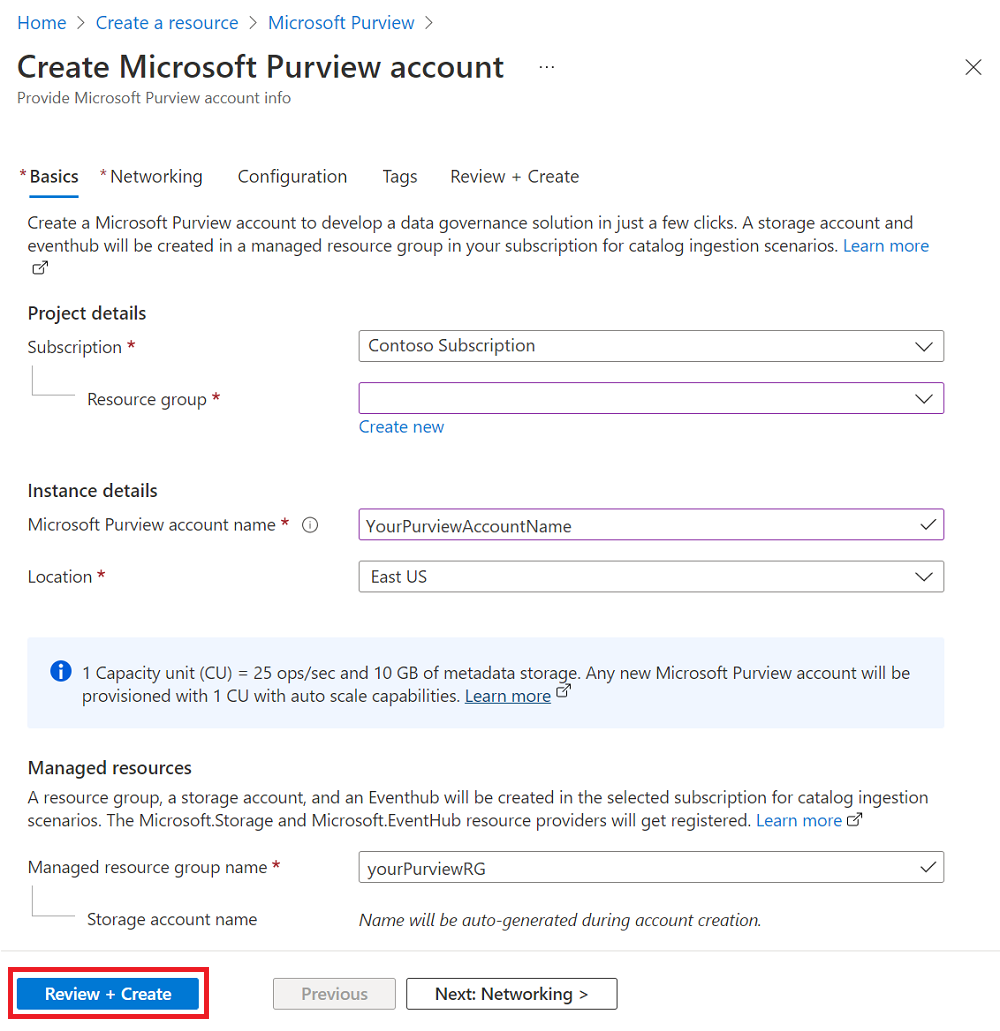 Home > Create a resource > Microsoft Purview >
Create Microsoft Purview account ...
Provide Microsoft Purview account info
* Basics * Networking Configuration Tags Review + Create
Create a Microsoft Purview account to develop a data governance solution in just a few clicks. A storage account and
eventhub will be created in a managed resource group in your subscription for catalog ingestion scenarios. Learn more
Project details
Subscription *
Contoso Subscription
Resource group *
Create new
Instance details
Microsoft Purview account name *
YourPurviewAccountName
Location *
East US
1 Capacity unit (CU) = 25 ops/sec and 10 GB of metadata storage. Any new Microsoft Purview account will be
provisioned with 1 CU with auto scale capabilities. Learn more
Managed resources
A resource group, a storage account, and an Eventhub will be created in the selected subscription for catalog ingestion
scenarios. The Microsoft.Storage and Microsoft.EventHub resource providers will get registered. Learn more
Managed resource group name *
yourPurviewRG
Storage account name
Name will be auto-generated during account creation.
Review + Create
Previous
Next: Networking >